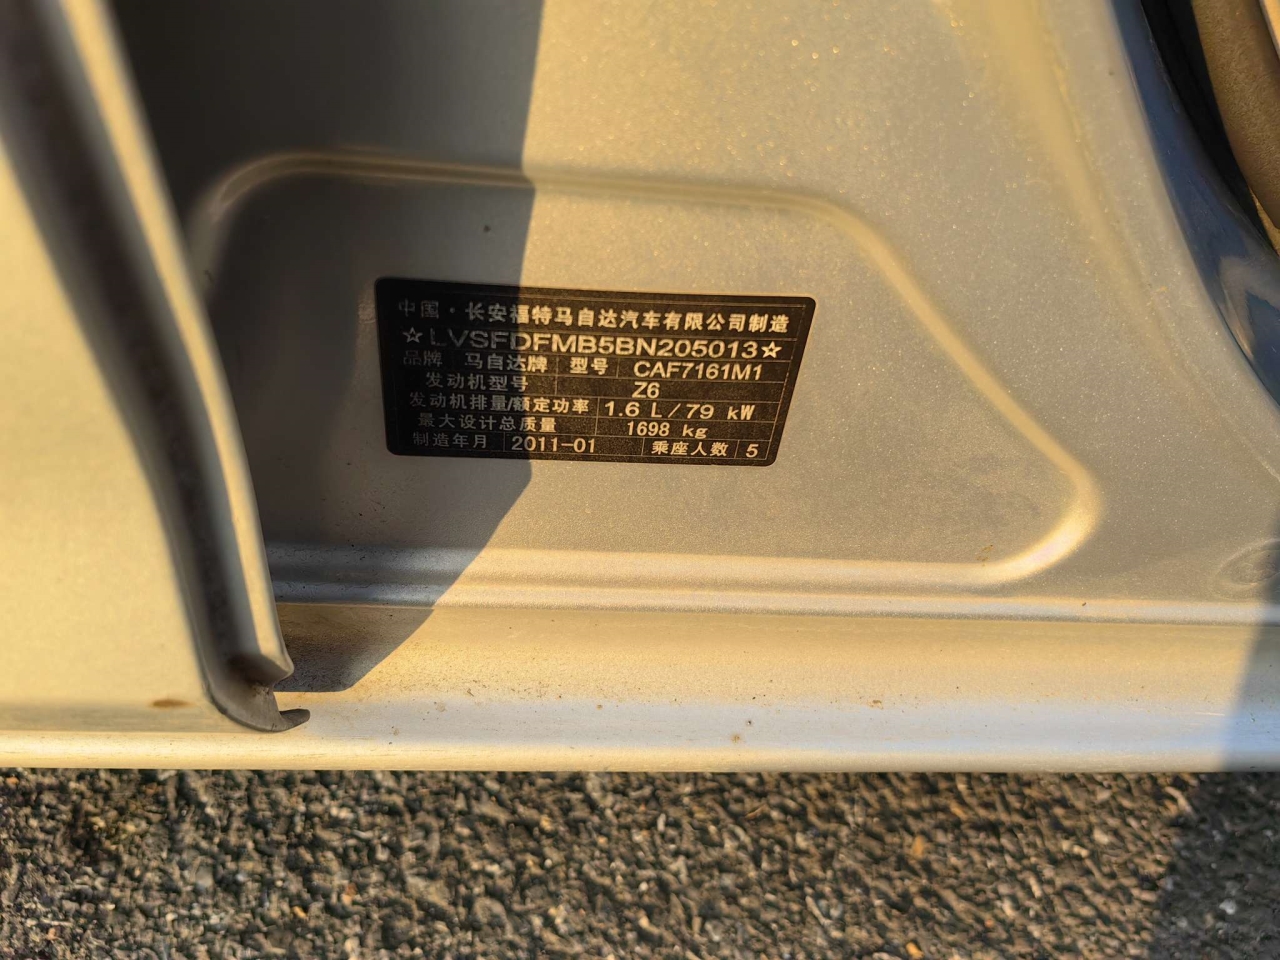 中国·长安福特马自达汽车有限公司制造
☆LVSFDFMB5BN205013☆
品牌 马自达牌 型号 CAF7161M1
发动机型号 Z6
发动机排量/额定功率 1.6 L/79 kW
最大设计总质量 1698 kg
制造年月 2011-01 乘座人数 5